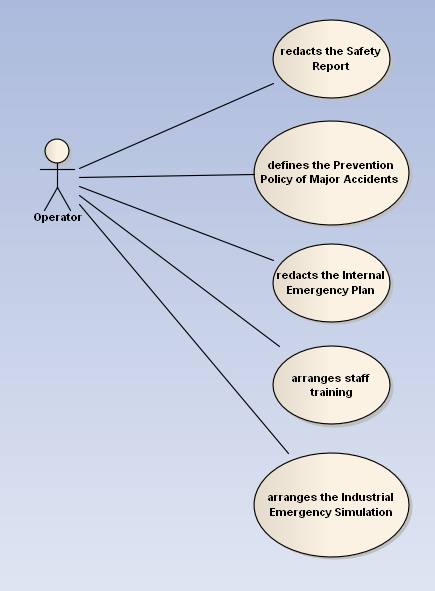 redacts the Safety
Report
defines the Prevention
Policy of Major Accidents
Operator
redacts the Internal
Emergency Plan
arranges staff
training
arranges the Industrial
Emergency Simulation